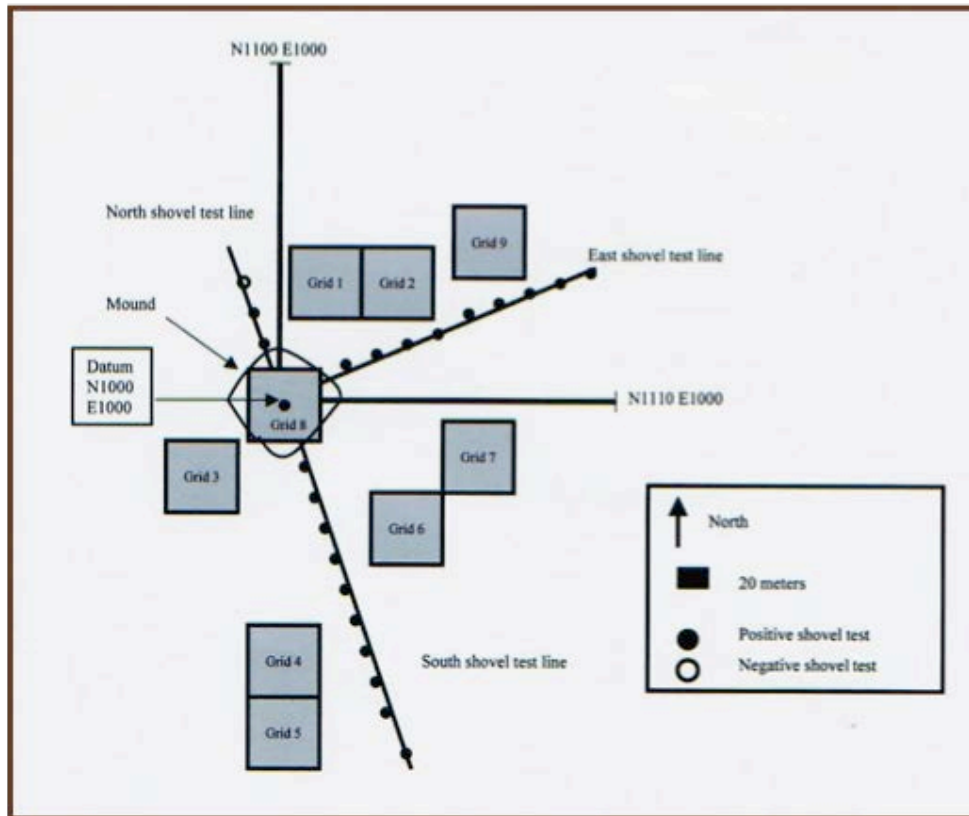 N1100 E1000
North shovel test line
Grid 9
East shovel test line
Grid 1
Grid 2
Mound
Datum
N1000
E1000
N1110 E1000
Grid 8
Grid 7
Grid 3
Grid 6
North
20 meters
Positive shovel test
Negative shovel test
Grid 4
South shovel test line
Grid 5